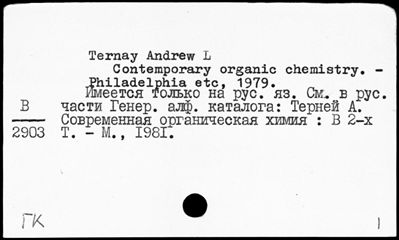 Ternay Andrew L
Contemporary organic chemistry. -
Philadelphia etc, 1979.
Имеется только на рус. яз. См. в рус.
части Генер. алф. каталога: Терней А.
Современная органическая химия : В 2-х
Т. - М., 1981.
В
2903
ГК
1